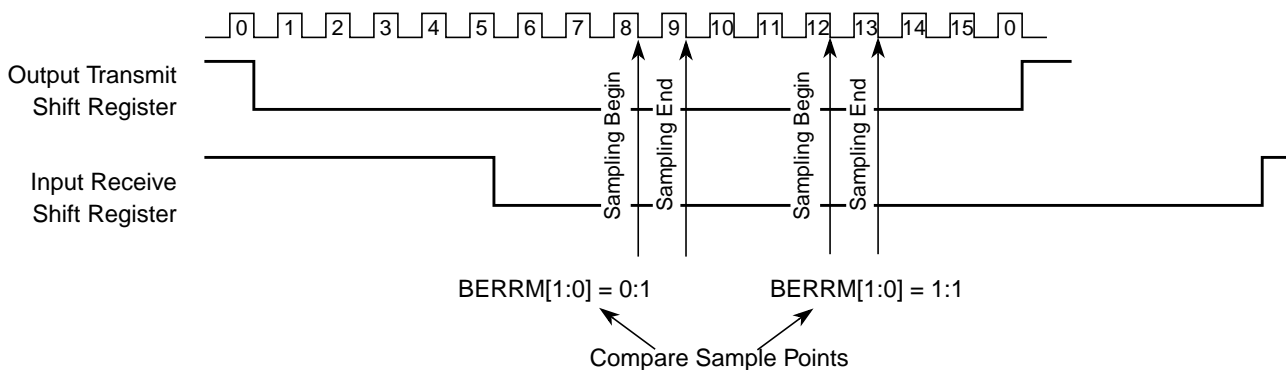 0 1 2 3 4 5 6 7 8 9 10 11 12 13 14 15 0
Output Transmit
Shift Register
Input Receive
Shift Register
Sampling Begin
Sampling End
Sampling Begin
Sampling End
BERRM[1:0] = 0:1 BERRM[1:0] = 1:1
Compare Sample Points